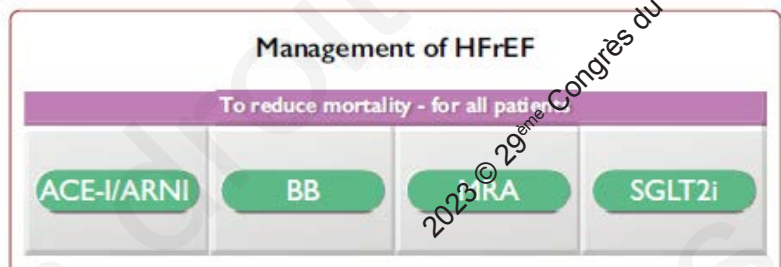 Management of HFrEF
To reduce mortality - for all patients
ACE-I/ARNI
BB
MRA
SGLT2i
2023 © 29ème Congrès du